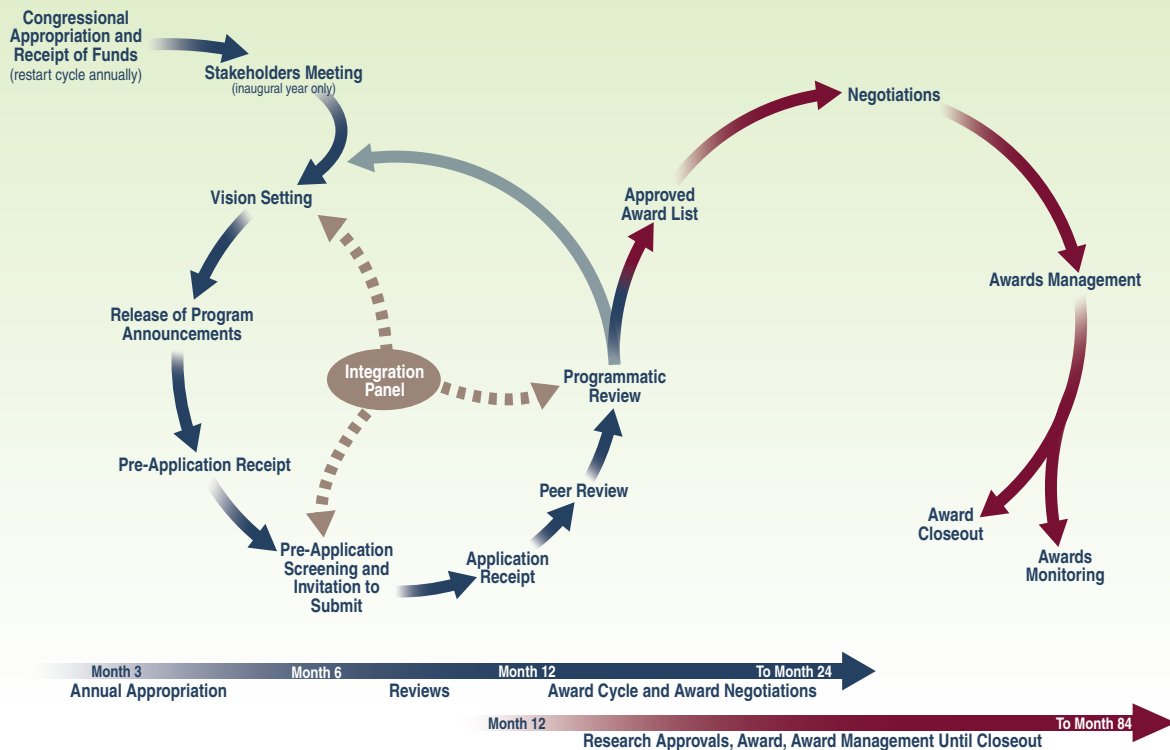 Congressional
Appropriation and
Receipt of Funds
(restart cycle annually)
Stakeholders Meeting
(inaugural year only)
Vision Setting
Release of Program
Announcements
Pre-Application Receipt
Pre-Application
Screening and
Invitation to
Submit
Integration
Panel
Application
Receipt
Peer Review
Programmatic
Review
Approved
Award List
Negotiations
Awards Management
Award
Closeout
Awards
Monitoring
Month 3
Month 6
Month 12
To Month 24
Annual Appropriation
Reviews
Award Cycle and Award Negotiations
Month 12
To Month 84
Research Approvals, Award, Award Management Until Closeout